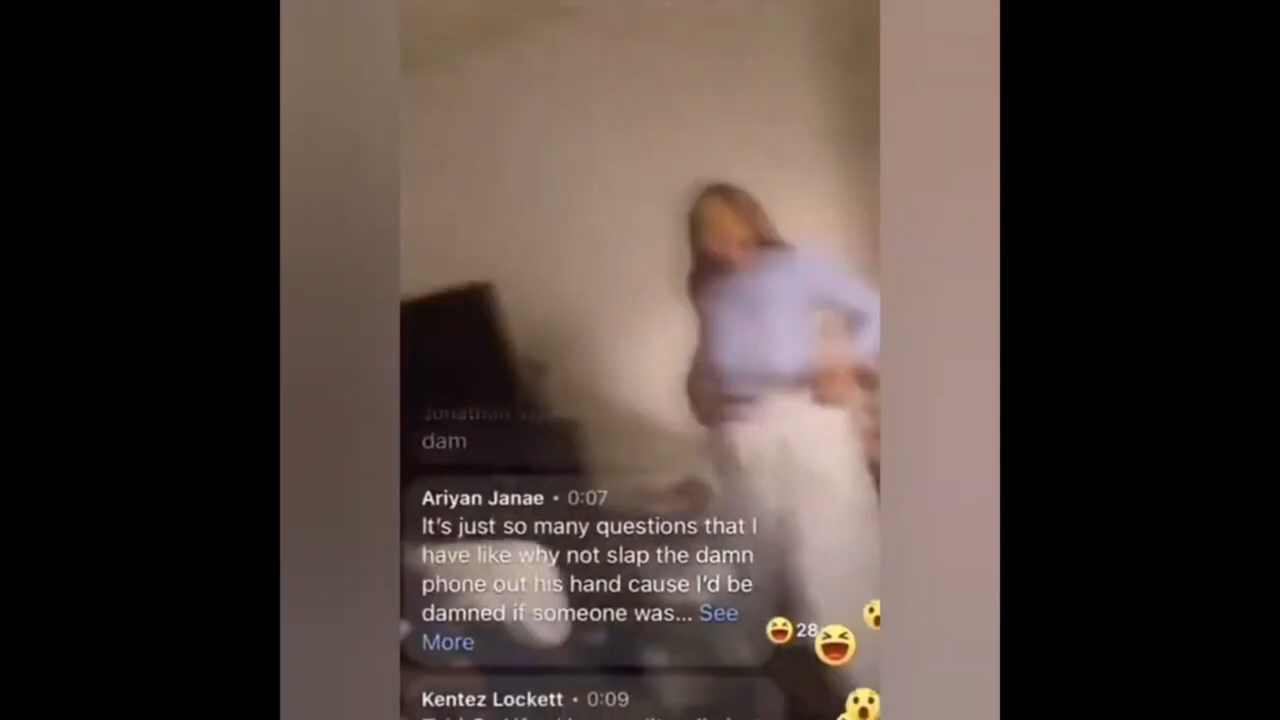 Jonathan
dam
Ariyan Janae • 0:07
It's just so many questions that I
have like why not slap the damn
phone out his hand cause I'd be
damned if someone was... See
More
28
Kentez Lockett • 0:09